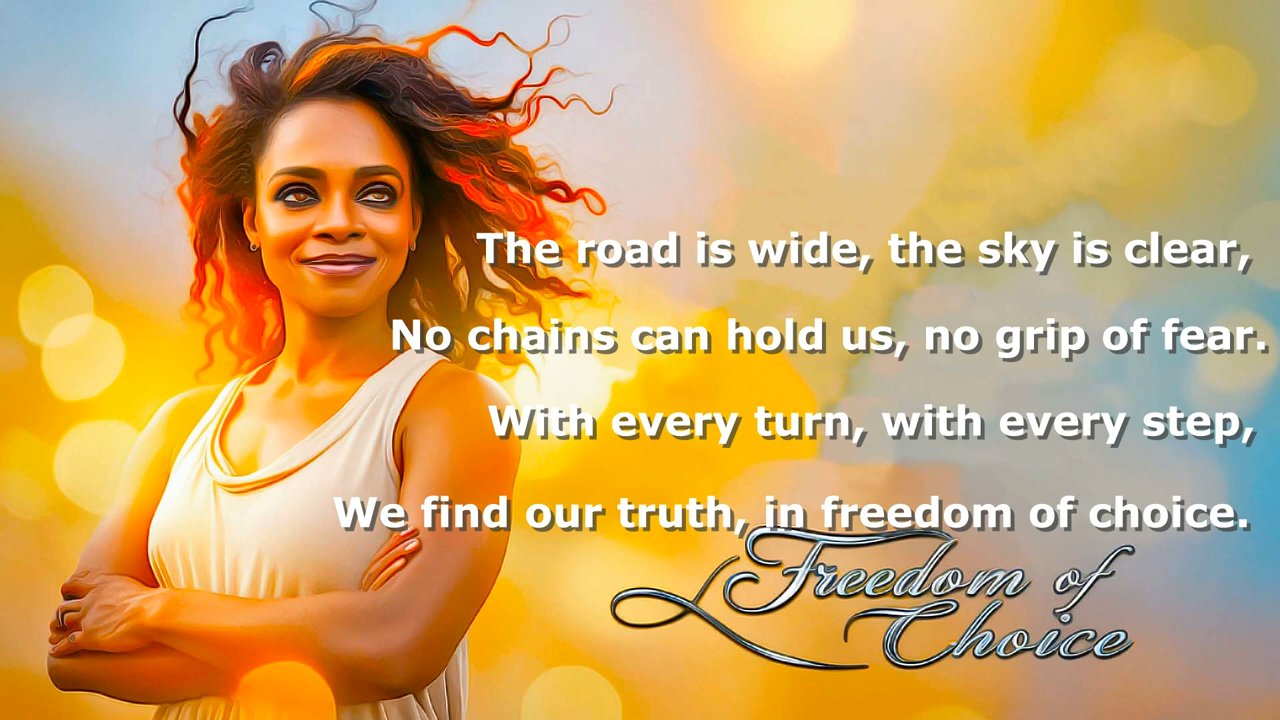 The road is wide, the sky is clear,
No chains can hold us, no grip of fear.
With every turn, with every step,
We find our truth, in freedom of choice.
Freedom of
Choice